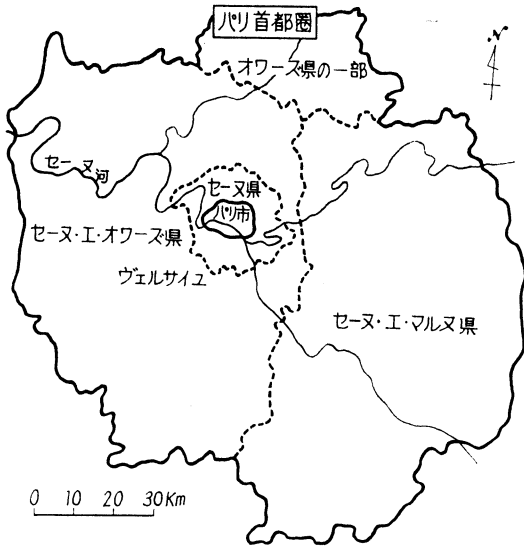 パリ首都圏
N
オワーズ県の一部
セーヌ河
セーヌ県
パリ市
セーヌ・エ・オワーズ県
ヴェルサイユ
セーヌ・エ・マルヌ県
0 10 20 30Km